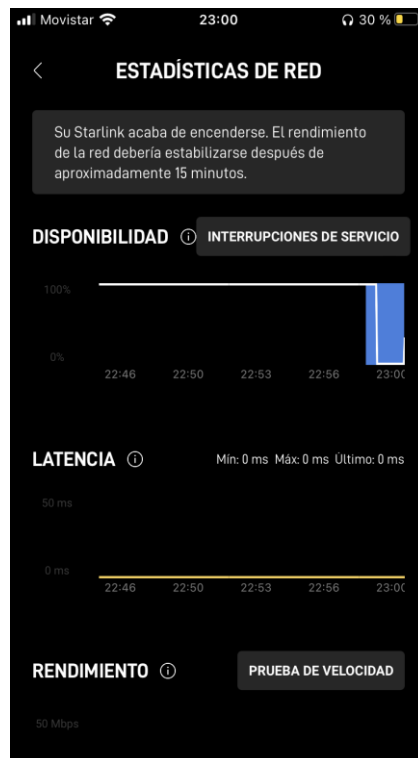 Movistar 23:00 30 %
ESTADÍSTICAS DE RED
Su Starlink acaba de encenderse. El rendimiento
de la red debería estabilizarse después de
aproximadamente 15 minutos.
DISPONIBILIDAD INTERRUPCIONES DE SERVICIO
100%
0%
22:46 22:50 22:53 22:56 23:00
LATENCIA Mín: 0 ms Máx: 0 ms Último: 0 ms
50 ms
0 ms
22:46 22:50 22:53 22:56 23:00
RENDIMIENTO PRUEBA DE VELOCIDAD
50 Mbps